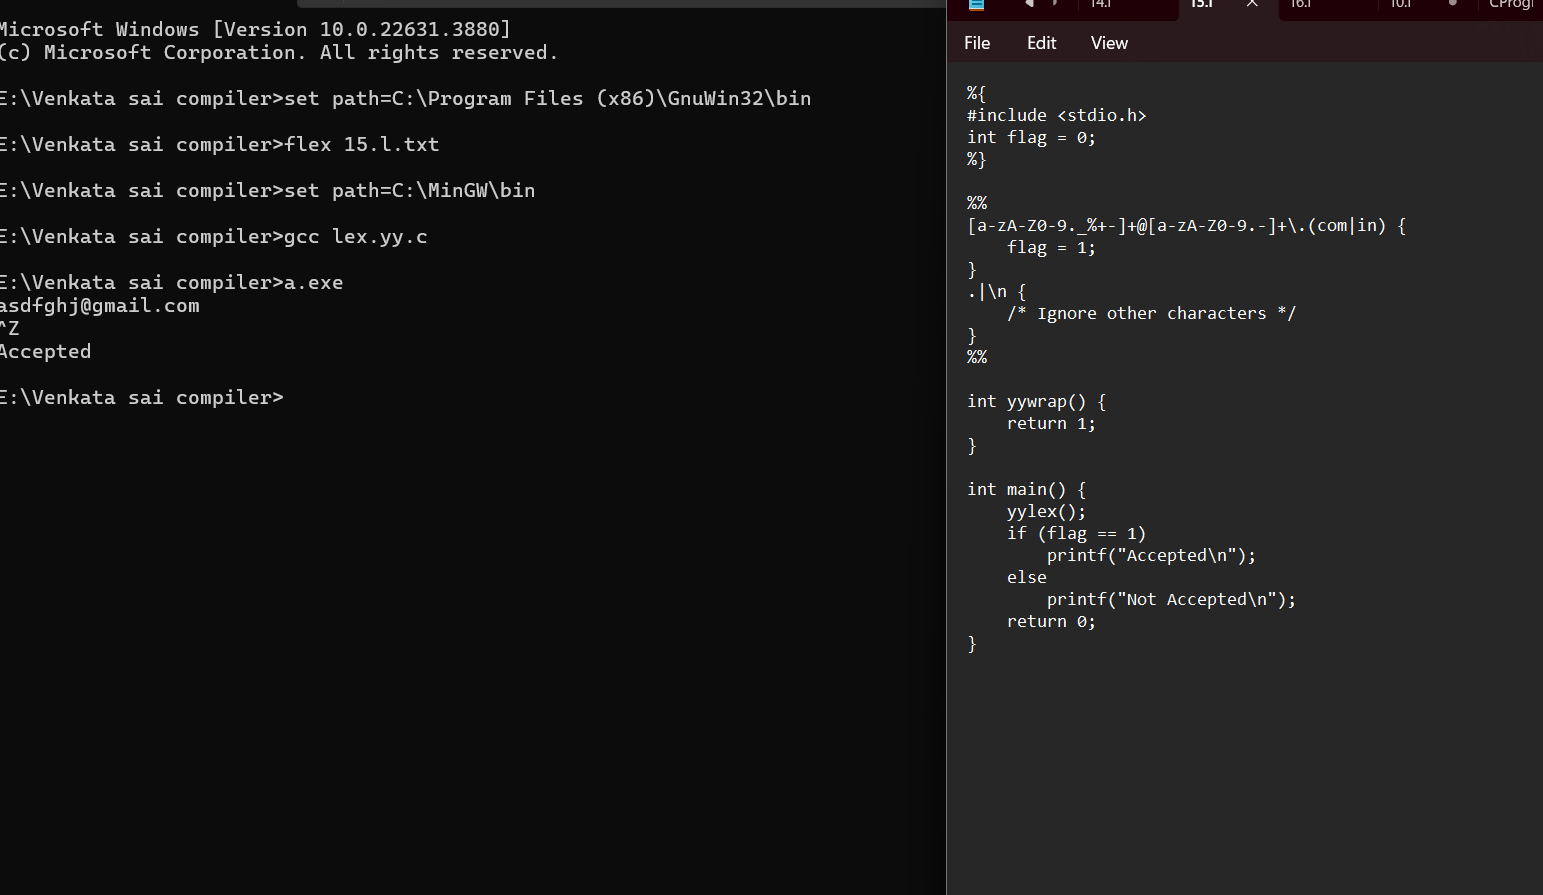 Microsoft Windows [Version 10.0.22631.3880]
(c) Microsoft Corporation. All rights reserved.
E:\Venkata sai compiler>set path=C:\Program Files (x86)\GnuWin32\bin
E:\Venkata sai compiler>flex 15.l.txt
E:\Venkata sai compiler>set path=C:\MinGW\bin
E:\Venkata sai compiler>gcc lex.yy.c
E:\Venkata sai compiler>a.exe
asdfghj@gmail.com
^Z
Accepted
E:\Venkata sai compiler>
14.l 15.l 16.l 10.l
File Edit View
%{
#include <stdio.h>
int flag = 0;
%}
%%
[a-zA-Z0-9._%+-]+@[a-zA-Z0-9.-]+\.(com|in) {
    flag = 1;
}
.|\n {
    /* Ignore other characters */
}
%%
int yywrap() {
    return 1;
}
int main() {
    yylex();
    if (flag == 1)
        printf("Accepted\n");
    else
        printf("Not Accepted\n");
    return 0;
}